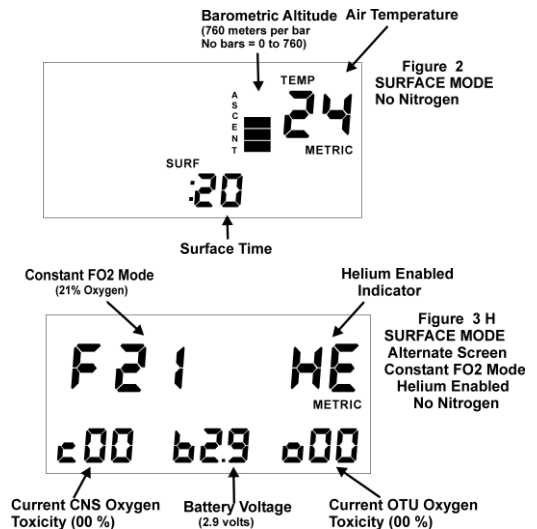 Barometric Altitude
(760 meters per bar
No bars = 0 to 760)
Air Temperature
Figure 2
SURFACE MODE
No Nitrogen
TEMP
24
METRIC
ASCENT
SURF
:20
Surface Time
Constant FO2 Mode
(21% Oxygen)
Helium Enabled
Indicator
Figure 3 H
SURFACE MODE
Alternate Screen
Constant FO2 Mode
Helium Enabled
No Nitrogen
F21 HE
METRIC
c00 b2.9 o00
Current CNS Oxygen
Toxicity (00 %)
Battery Voltage
(2.9 volts)
Current OTU Oxygen
Toxicity (00 %)